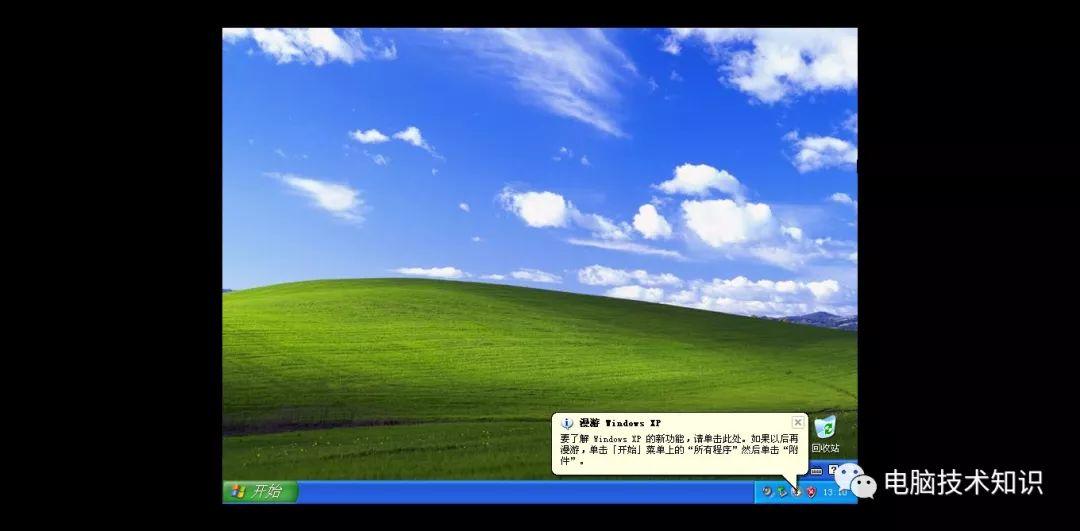 漫游 Windows XP
要了解 Windows XP 的新功能，请单击此处。如果以后再
漫游，单击「开始」菜单上的“所有程序”然后单击“附
件”。
回收站
开始
13:10
电脑技术知识